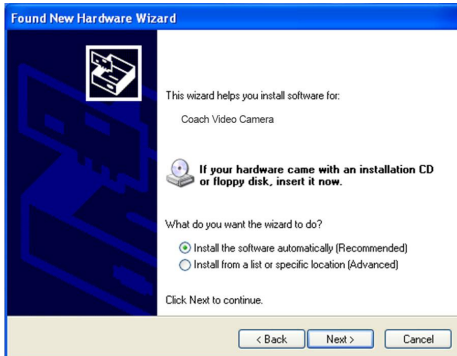 Found New Hardware Wizard
This wizard helps you install software for:
Coach Video Camera
If your hardware came with an installation CD
or floppy disk, insert it now.
What do you want the wizard to do?
Install the software automatically (Recommended)
Install from a list or specific location (Advanced)
Click Next to continue.
< Back Next > Cancel